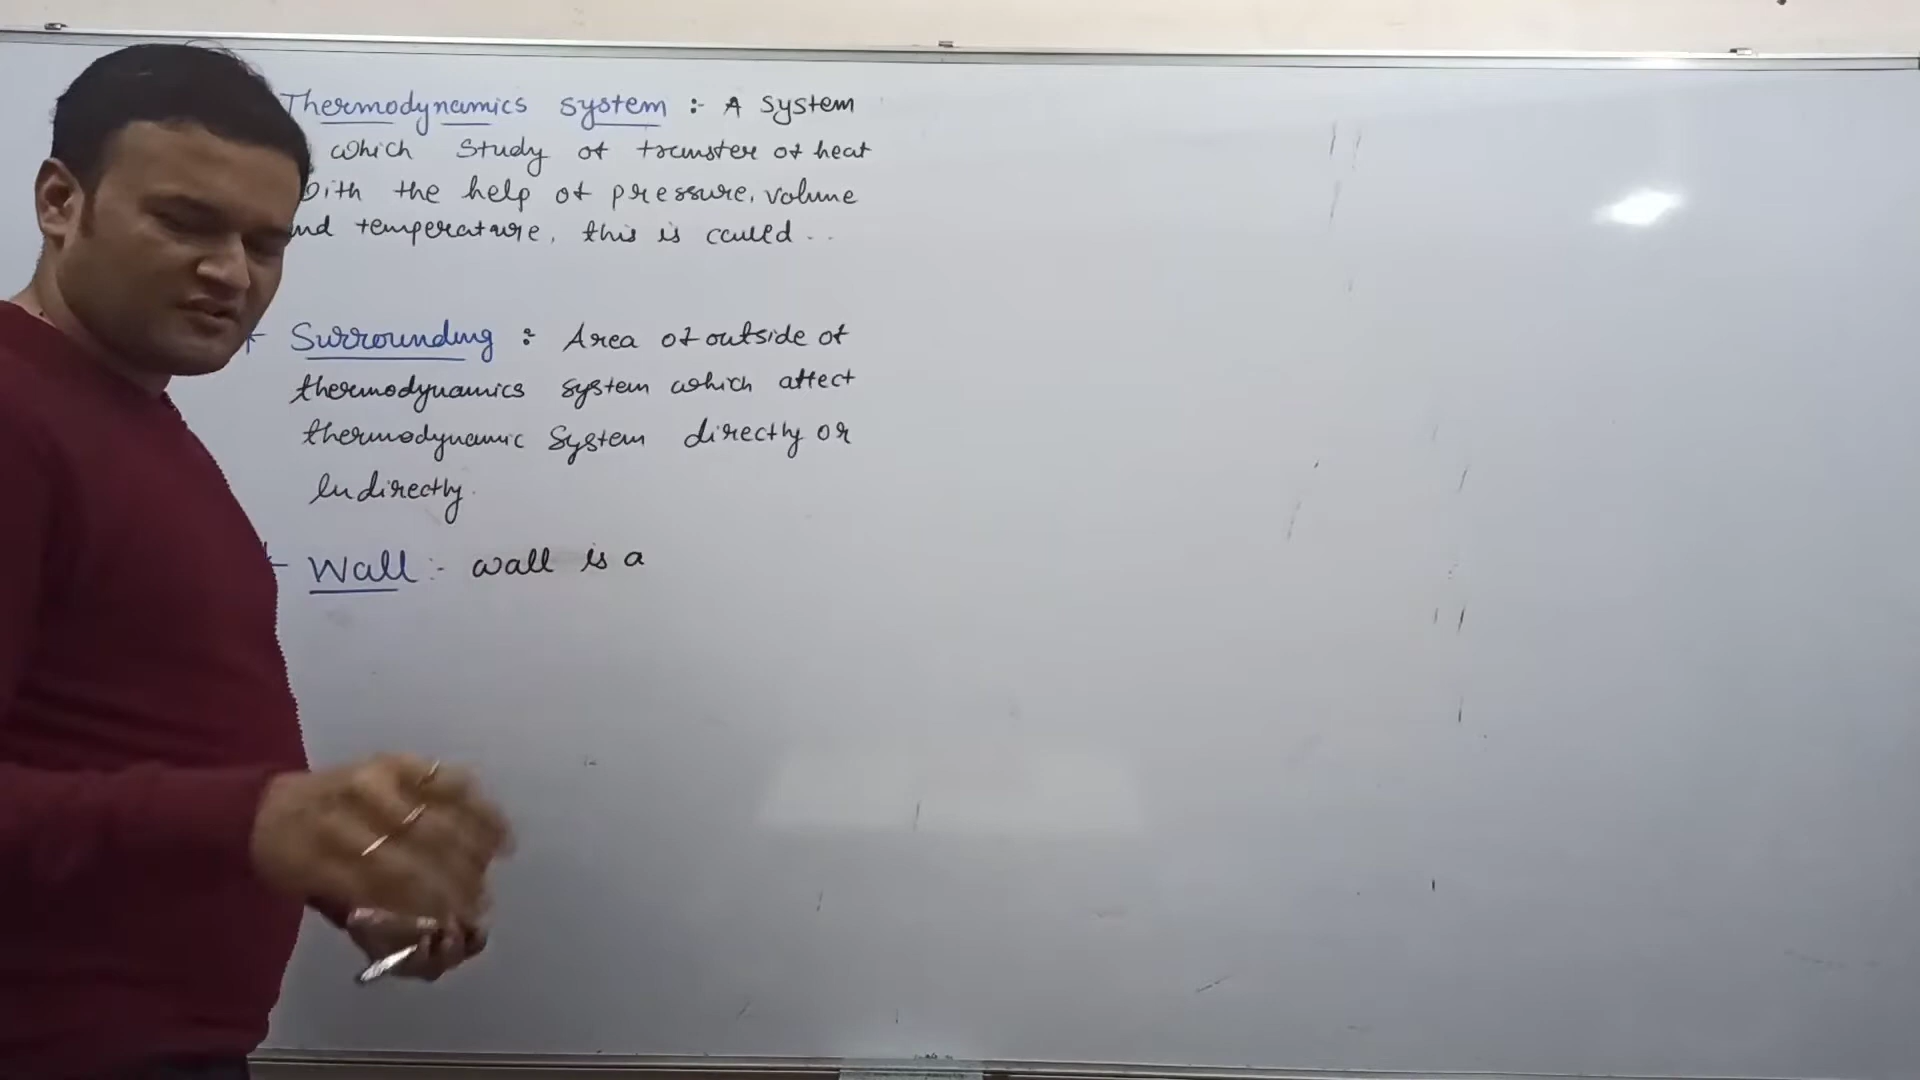 Thermodynamics system :- A system
which study of transfer of heat
with the help of pressure, volume
and temperature, this is called ..
Surrounding : Area of outside of
thermodynamics system which affect
thermodynamic system directly or
Indirectly.
Wall :- wall is a